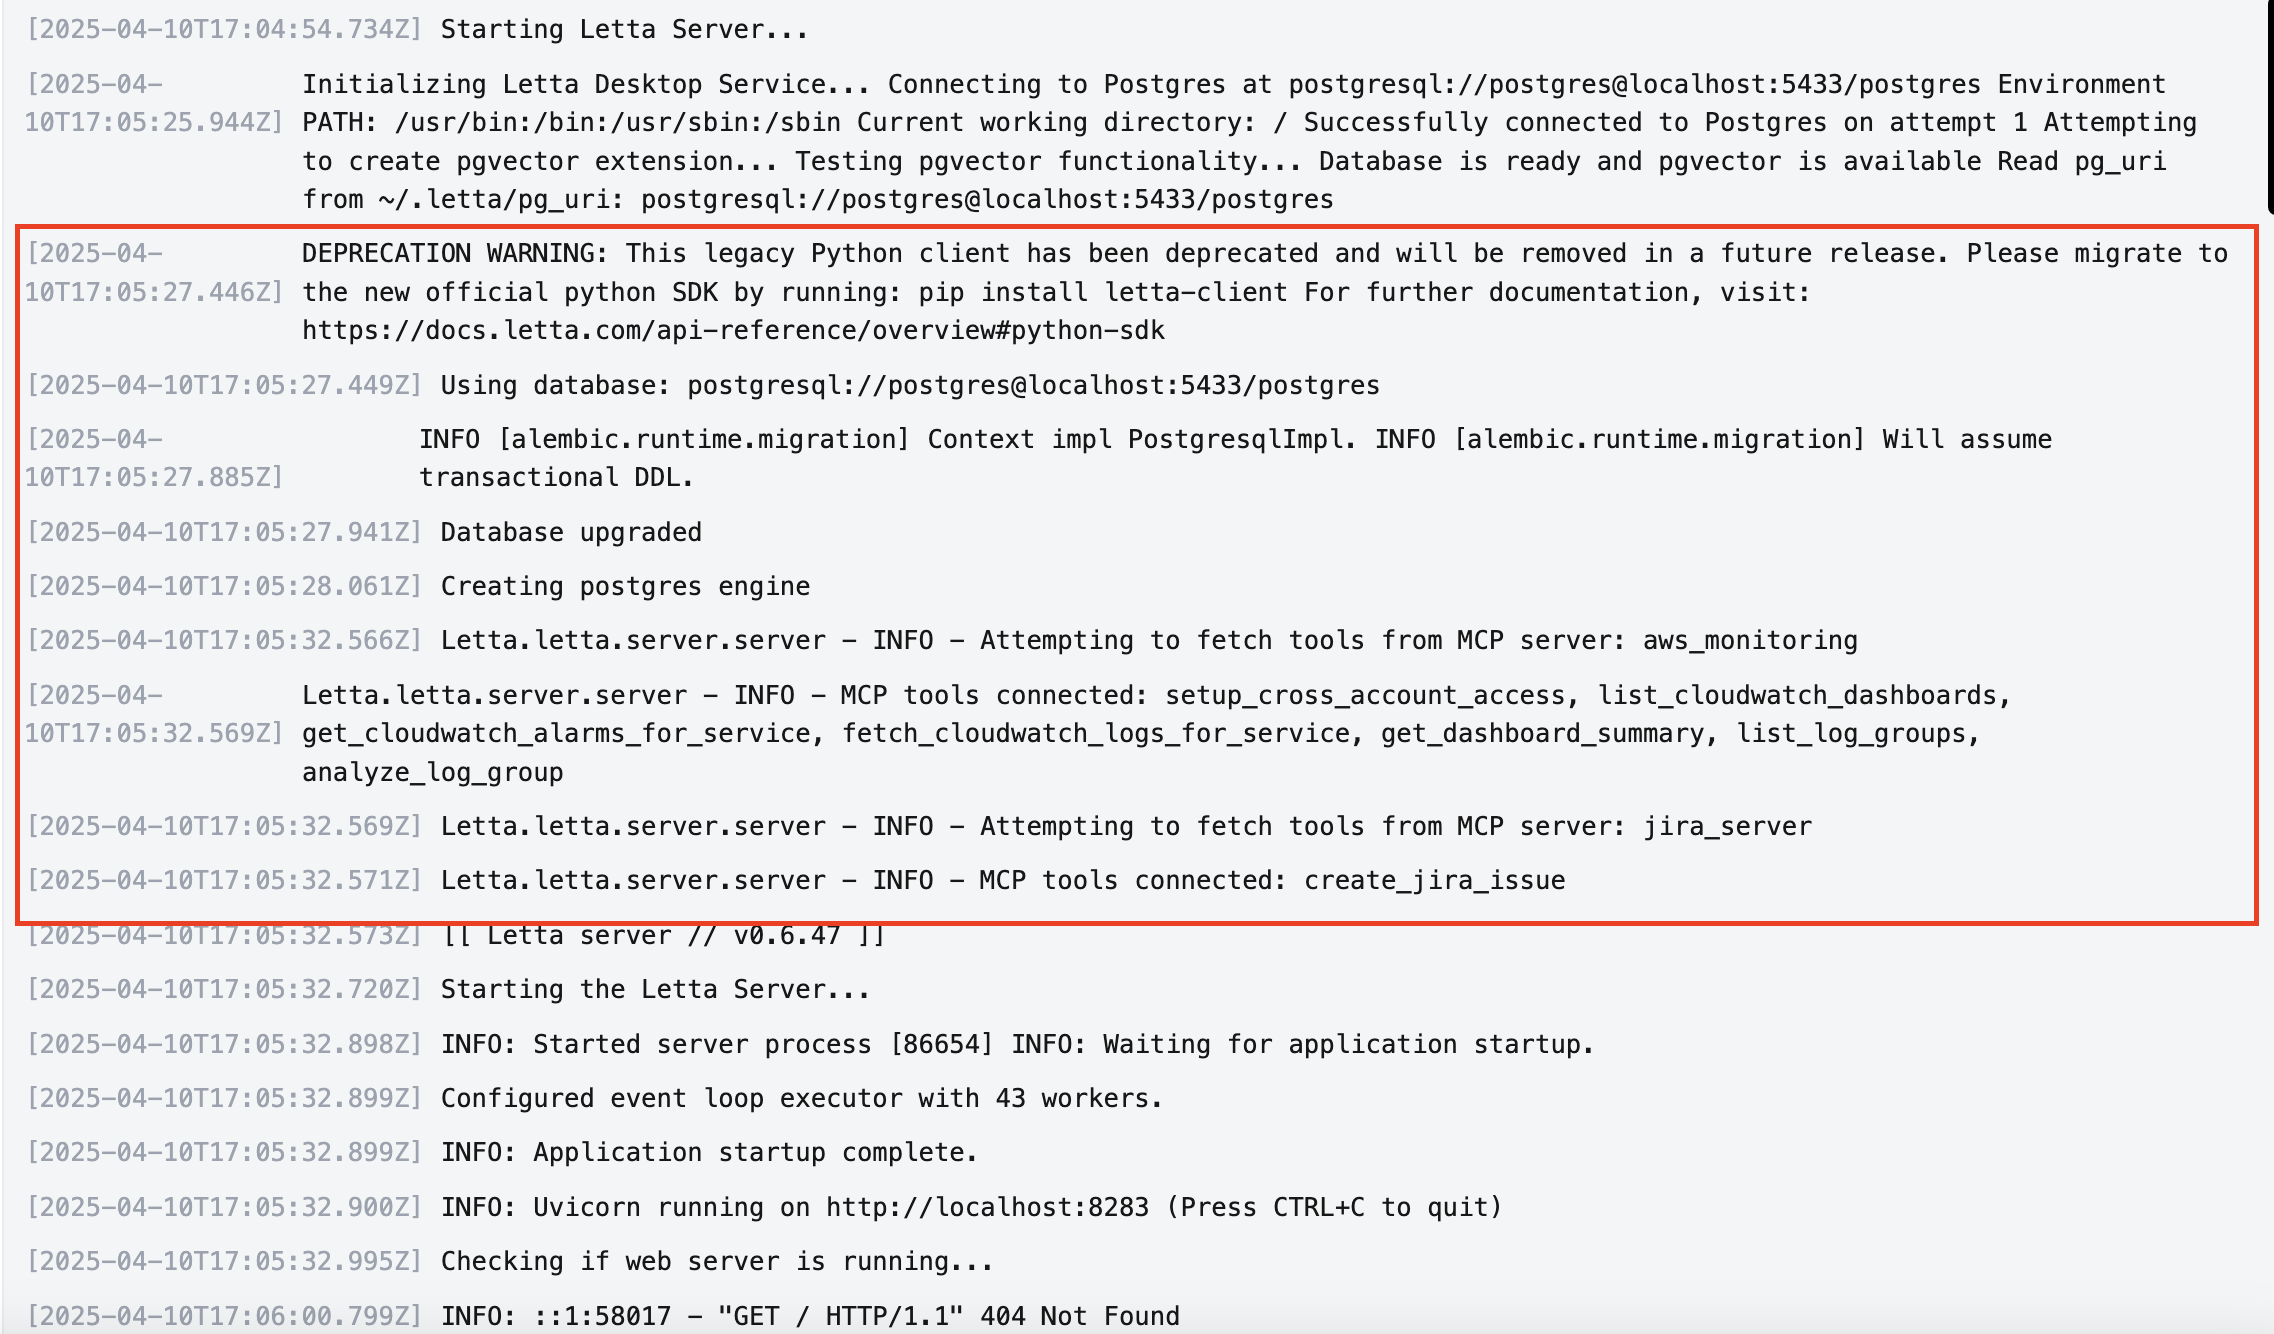 [2025-04-10T17:04:54.734Z] Starting Letta Server...
[2025-04-10T17:05:25.944Z] Initializing Letta Desktop Service... Connecting to Postgres at postgresql://postgres@localhost:5433/postgres Environment
PATH: /usr/bin:/bin:/usr/sbin:/sbin Current working directory: / Successfully connected to Postgres on attempt 1 Attempting
to create pgvector extension... Testing pgvector functionality... Database is ready and pgvector is available Read pg_uri
from ~/.letta/pg_uri: postgresql://postgres@localhost:5433/postgres
[2025-04-10T17:05:27.446Z] DEPRECATION WARNING: This legacy Python client has been deprecated and will be removed in a future release. Please migrate to
the new official python SDK by running: pip install letta-client For further documentation, visit:
https://docs.letta.com/api-reference/overview#python-sdk
[2025-04-10T17:05:27.449Z] Using database: postgresql://postgres@localhost:5433/postgres
[2025-04-10T17:05:27.885Z] INFO [alembic.runtime.migration] Context impl PostgresqlImpl. INFO [alembic.runtime.migration] Will assume
transactional DDL.
[2025-04-10T17:05:27.941Z] Database upgraded
[2025-04-10T17:05:28.061Z] Creating postgres engine
[2025-04-10T17:05:32.566Z] Letta.letta.server.server - INFO - Attempting to fetch tools from MCP server: aws_monitoring
[2025-04-10T17:05:32.569Z] Letta.letta.server.server - INFO - MCP tools connected: setup_cross_account_access, list_cloudwatch_dashboards,
get_cloudwatch_alarms_for_service, fetch_cloudwatch_logs_for_service, get_dashboard_summary, list_log_groups,
analyze_log_group
[2025-04-10T17:05:32.569Z] Letta.letta.server.server - INFO - Attempting to fetch tools from MCP server: jira_server
[2025-04-10T17:05:32.571Z] Letta.letta.server.server - INFO - MCP tools connected: create_jira_issue
[2025-04-10T17:05:32.573Z] [[ Letta server // v0.6.47 ]]
[2025-04-10T17:05:32.720Z] Starting the Letta Server...
[2025-04-10T17:05:32.898Z] INFO: Started server process [86654] INFO: Waiting for application startup.
[2025-04-10T17:05:32.899Z] Configured event loop executor with 43 workers.
[2025-04-10T17:05:32.899Z] INFO: Application startup complete.
[2025-04-10T17:05:32.900Z] INFO: Uvicorn running on http://localhost:8283 (Press CTRL+C to quit)
[2025-04-10T17:05:32.995Z] Checking if web server is running...
[2025-04-10T17:06:00.799Z] INFO: ::1:58017 - "GET / HTTP/1.1" 404 Not Found